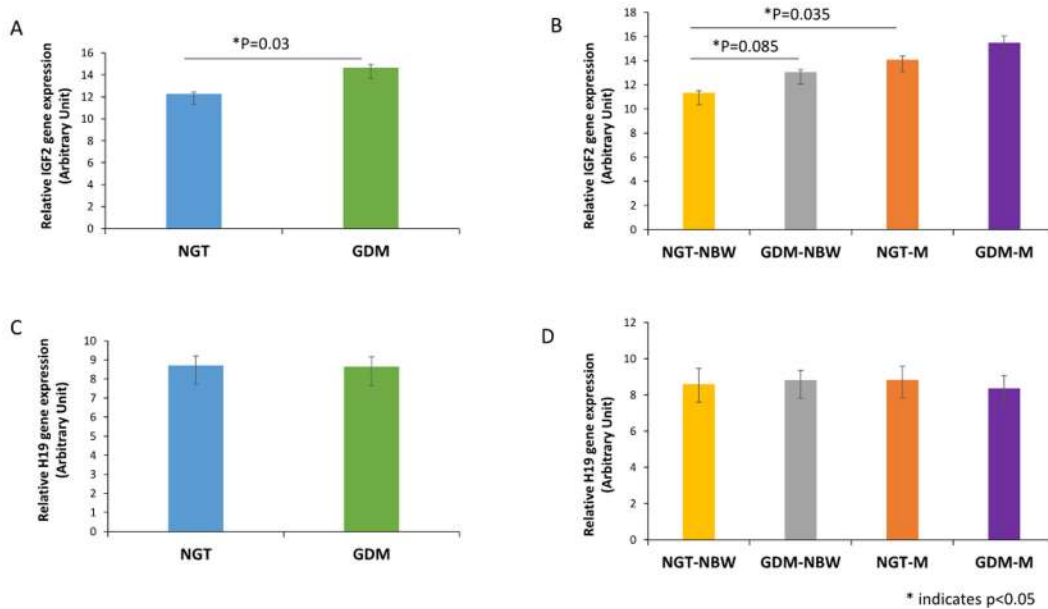 A
*P=0.03
Relative IGF2 gene expression
(Arbitrary Unit)
16
14
12
10
8
6
4
2
0
NGT
GDM
B
*P=0.035
*P=0.085
Relative IGF2 gene expression
(Arbitrary Unit)
18
16
14
12
10
8
6
4
2
0
NGT-NBW
GDM-NBW
NGT-M
GDM-M
C
Relative H19 gene expression
(Arbitrary Unit)
10
9
8
7
6
5
4
3
2
1
0
NGT
GDM
D
Relative H19 gene expression
(Arbitrary Unit)
12
10
8
6
4
2
0
NGT-NBW
GDM-NBW
NGT-M
GDM-M
* indicates p<0.05